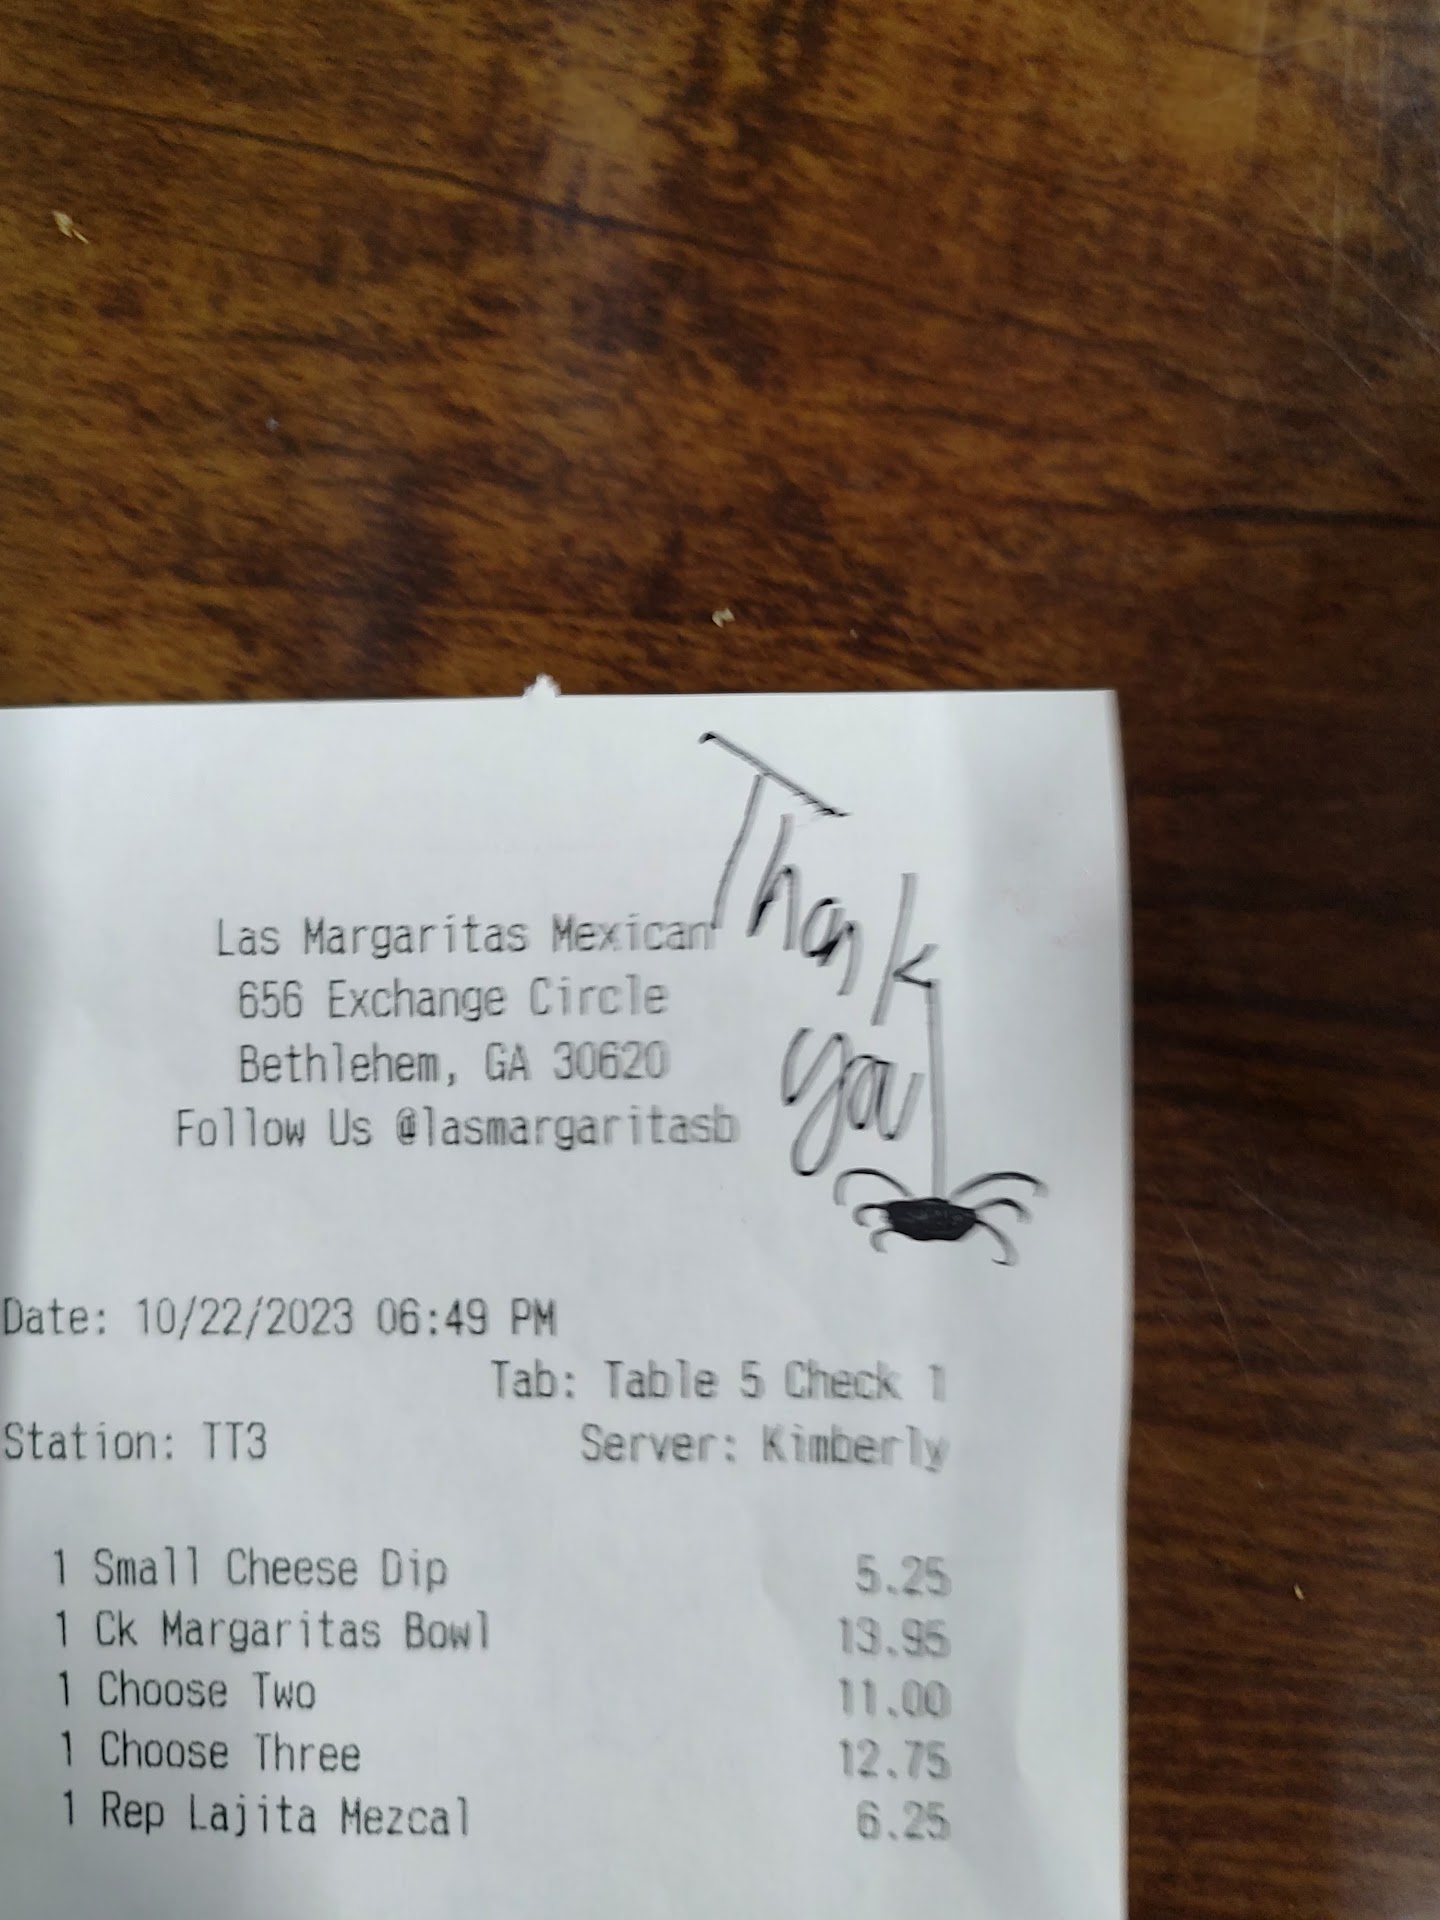 Thank
you
Las Margaritas Mexican
656 Exchange Circle
Bethlehem, GA 30620
Follow Us @lasmargaritasb
Date: 10/22/2023 06:49 PM
Tab: Table 5 Check 1
Station: TT3 Server: Kimberly
1 Small Cheese Dip 5.25
1 Ck Margaritas Bowl 13.95
1 Choose Two 11.00
1 Choose Three 12.75
1 Rep Lajita Mezcal 6.25